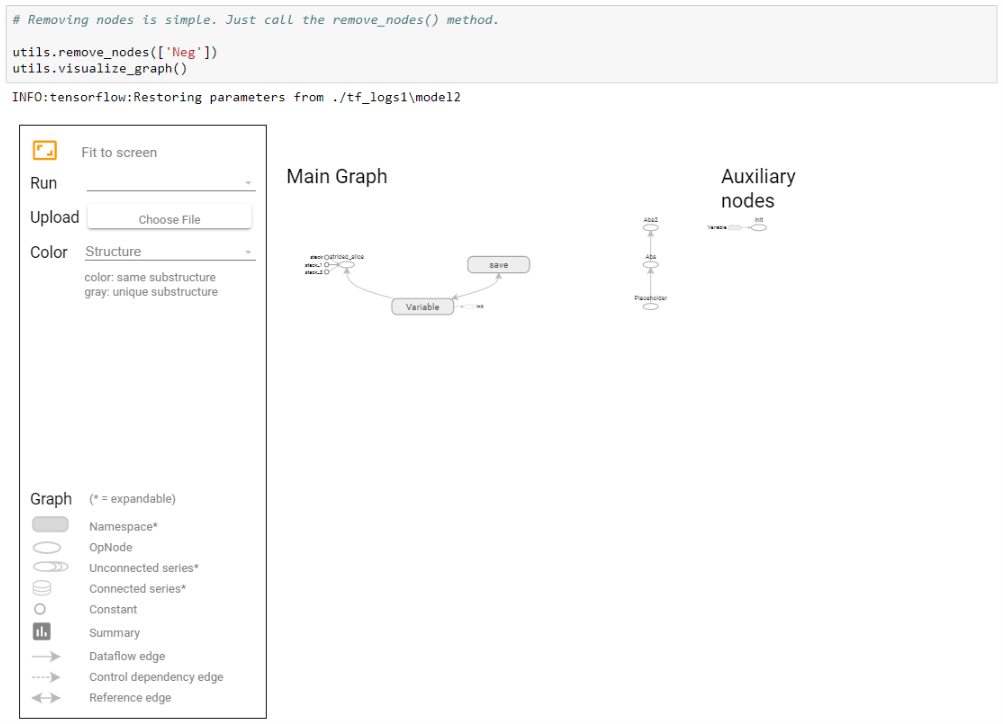 # Removing nodes is simple. Just call the remove_nodes() method.
utils.remove_nodes(['Neg'])
utils.visualize_graph()
INFO:tensorflow:Restoring parameters from ./tf_logs1\model2
Fit to screen
Run
Upload
Choose File
Color
Structure
color: same substructure
gray: unique substructure
Graph
(* = expandable)
Namespace*
OpNode
Unconnected series*
Connected series*
Constant
Summary
Dataflow edge
Control dependency edge
Reference edge
Main Graph
stack
strided_slice
stack_1
stack_2
save
Variable
init
Abs2
Abs
Placeholder
Auxiliary
nodes
init
Variable